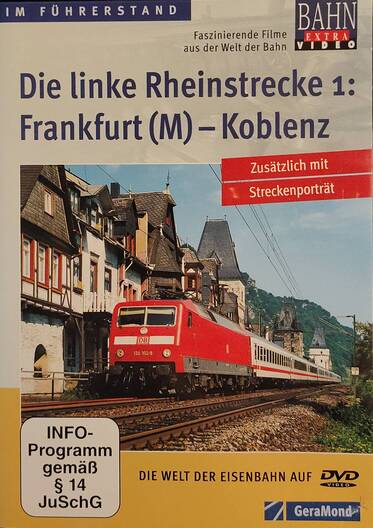 IM FÜHRERSTAND
BAHN
EXTRA
VIDEO
Faszinierende Filme
aus der Welt der Bahn
Die linke Rheinstrecke 1:
Frankfurt (M) – Koblenz
Zusätzlich mit
Streckenporträt
DB
INFO-
Programm
gemäß
§ 14
JuSchG
DIE WELT DER EISENBAHN AUF DVD
VIDEO
GeraMond